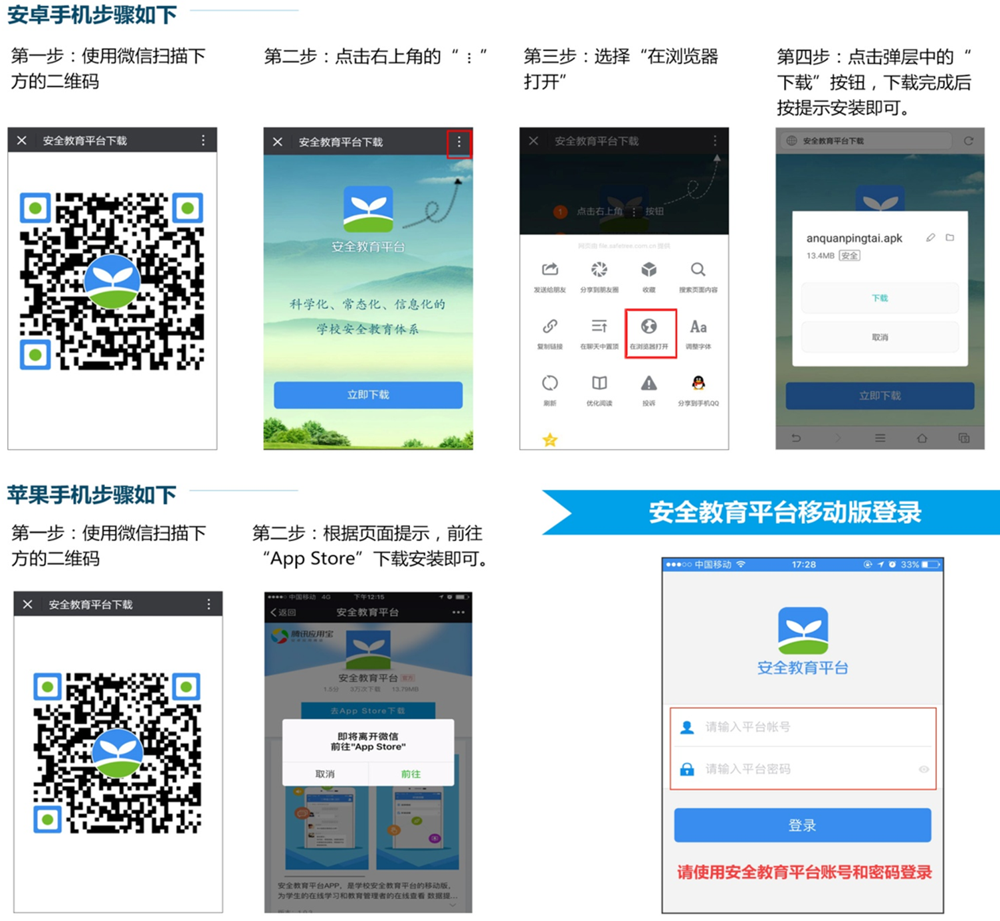 安卓手机步骤如下
第一步：使用微信扫描下
方的二维码
第二步：点击右上角的“⋮”
第三步：选择“在浏览器
打开”
第四步：点击弹层中的“
下载”按钮，下载完成后
按提示安装即可。
安全教育平台下载
安全教育平台下载
安全教育平台
科学化、常态化、信息化的
学校安全教育体系
立即下载
安全教育平台下载
1 点击右上角 ⋮ 按钮
网页由 file.safetree.com.cn 提供
发送给朋友 分享到朋友圈 收藏 搜索页面内容
复制链接 在聊天中置顶 在浏览器打开 调整字体
Aa
刷新 优化阅读 投诉 分享到手机QQ
安全教育平台下载
anquanpingtai.apk
13.4MB 安全
下载
取消
立即下载
苹果手机步骤如下
第一步：使用微信扫描下
方的二维码
第二步：根据页面提示，前往
“App Store”下载安装即可。
安全教育平台下载
中国移动 4G 下午12:15
返回 安全教育平台
腾讯应用宝
安全教育平台 官方
1.5分 3万次下载 13.79MB
去App Store下载
即将离开微信
前往"App Store"
取消 前往
安全教育平台APP，是学校安全教育平台的移动版，
为学生的在线学习和教育管理者的在线查看 数据提...
安全教育平台移动版登录
中国移动 17:28 33%
安全教育平台
请输入平台帐号
请输入平台密码
登录
请使用安全教育平台账号和密码登录